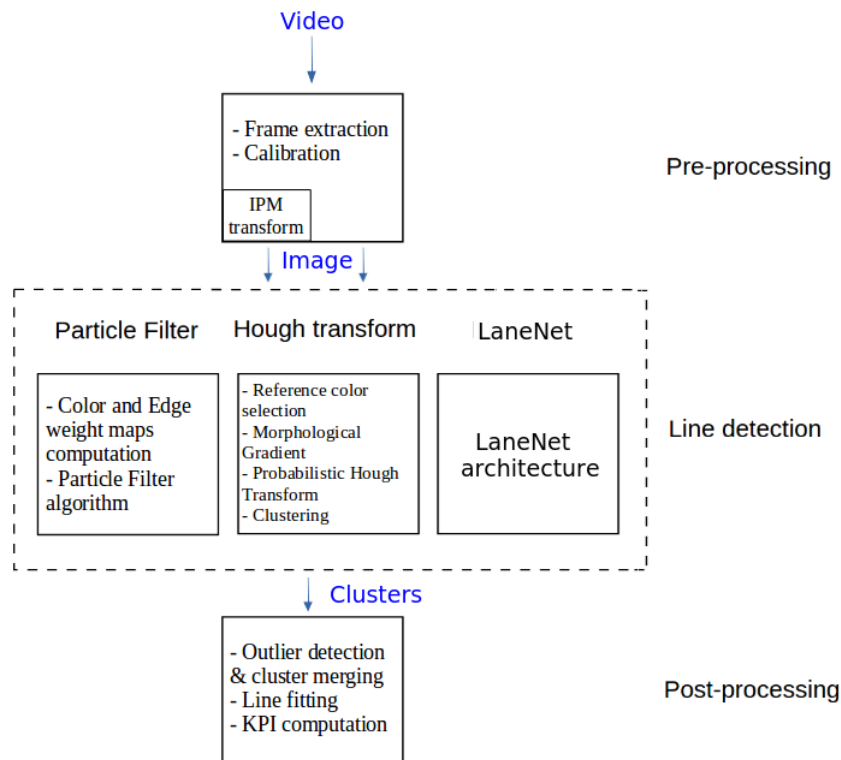 Video
- Frame extraction
- Calibration
IPM
transform
Pre-processing
Image
Particle Filter
Hough transform
LaneNet
- Color and Edge
weight maps
computation
- Particle Filter
algorithm
- Reference color
selection
- Morphological
Gradient
- Probabilistic Hough
Transform
- Clustering
LaneNet
architecture
Line detection
Clusters
- Outlier detection
& cluster merging
- Line fitting
- KPI computation
Post-processing